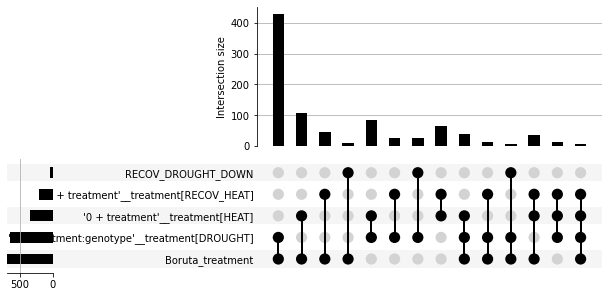 400
300
200
100
0
Intersection size
RECOV_DROUGHT_DOWN
+ treatment'__treatment[RECOV_HEAT]
'0 + treatment'__treatment[HEAT]
tment:genotype'__treatment[DROUGHT]
Boruta_treatment
500 0